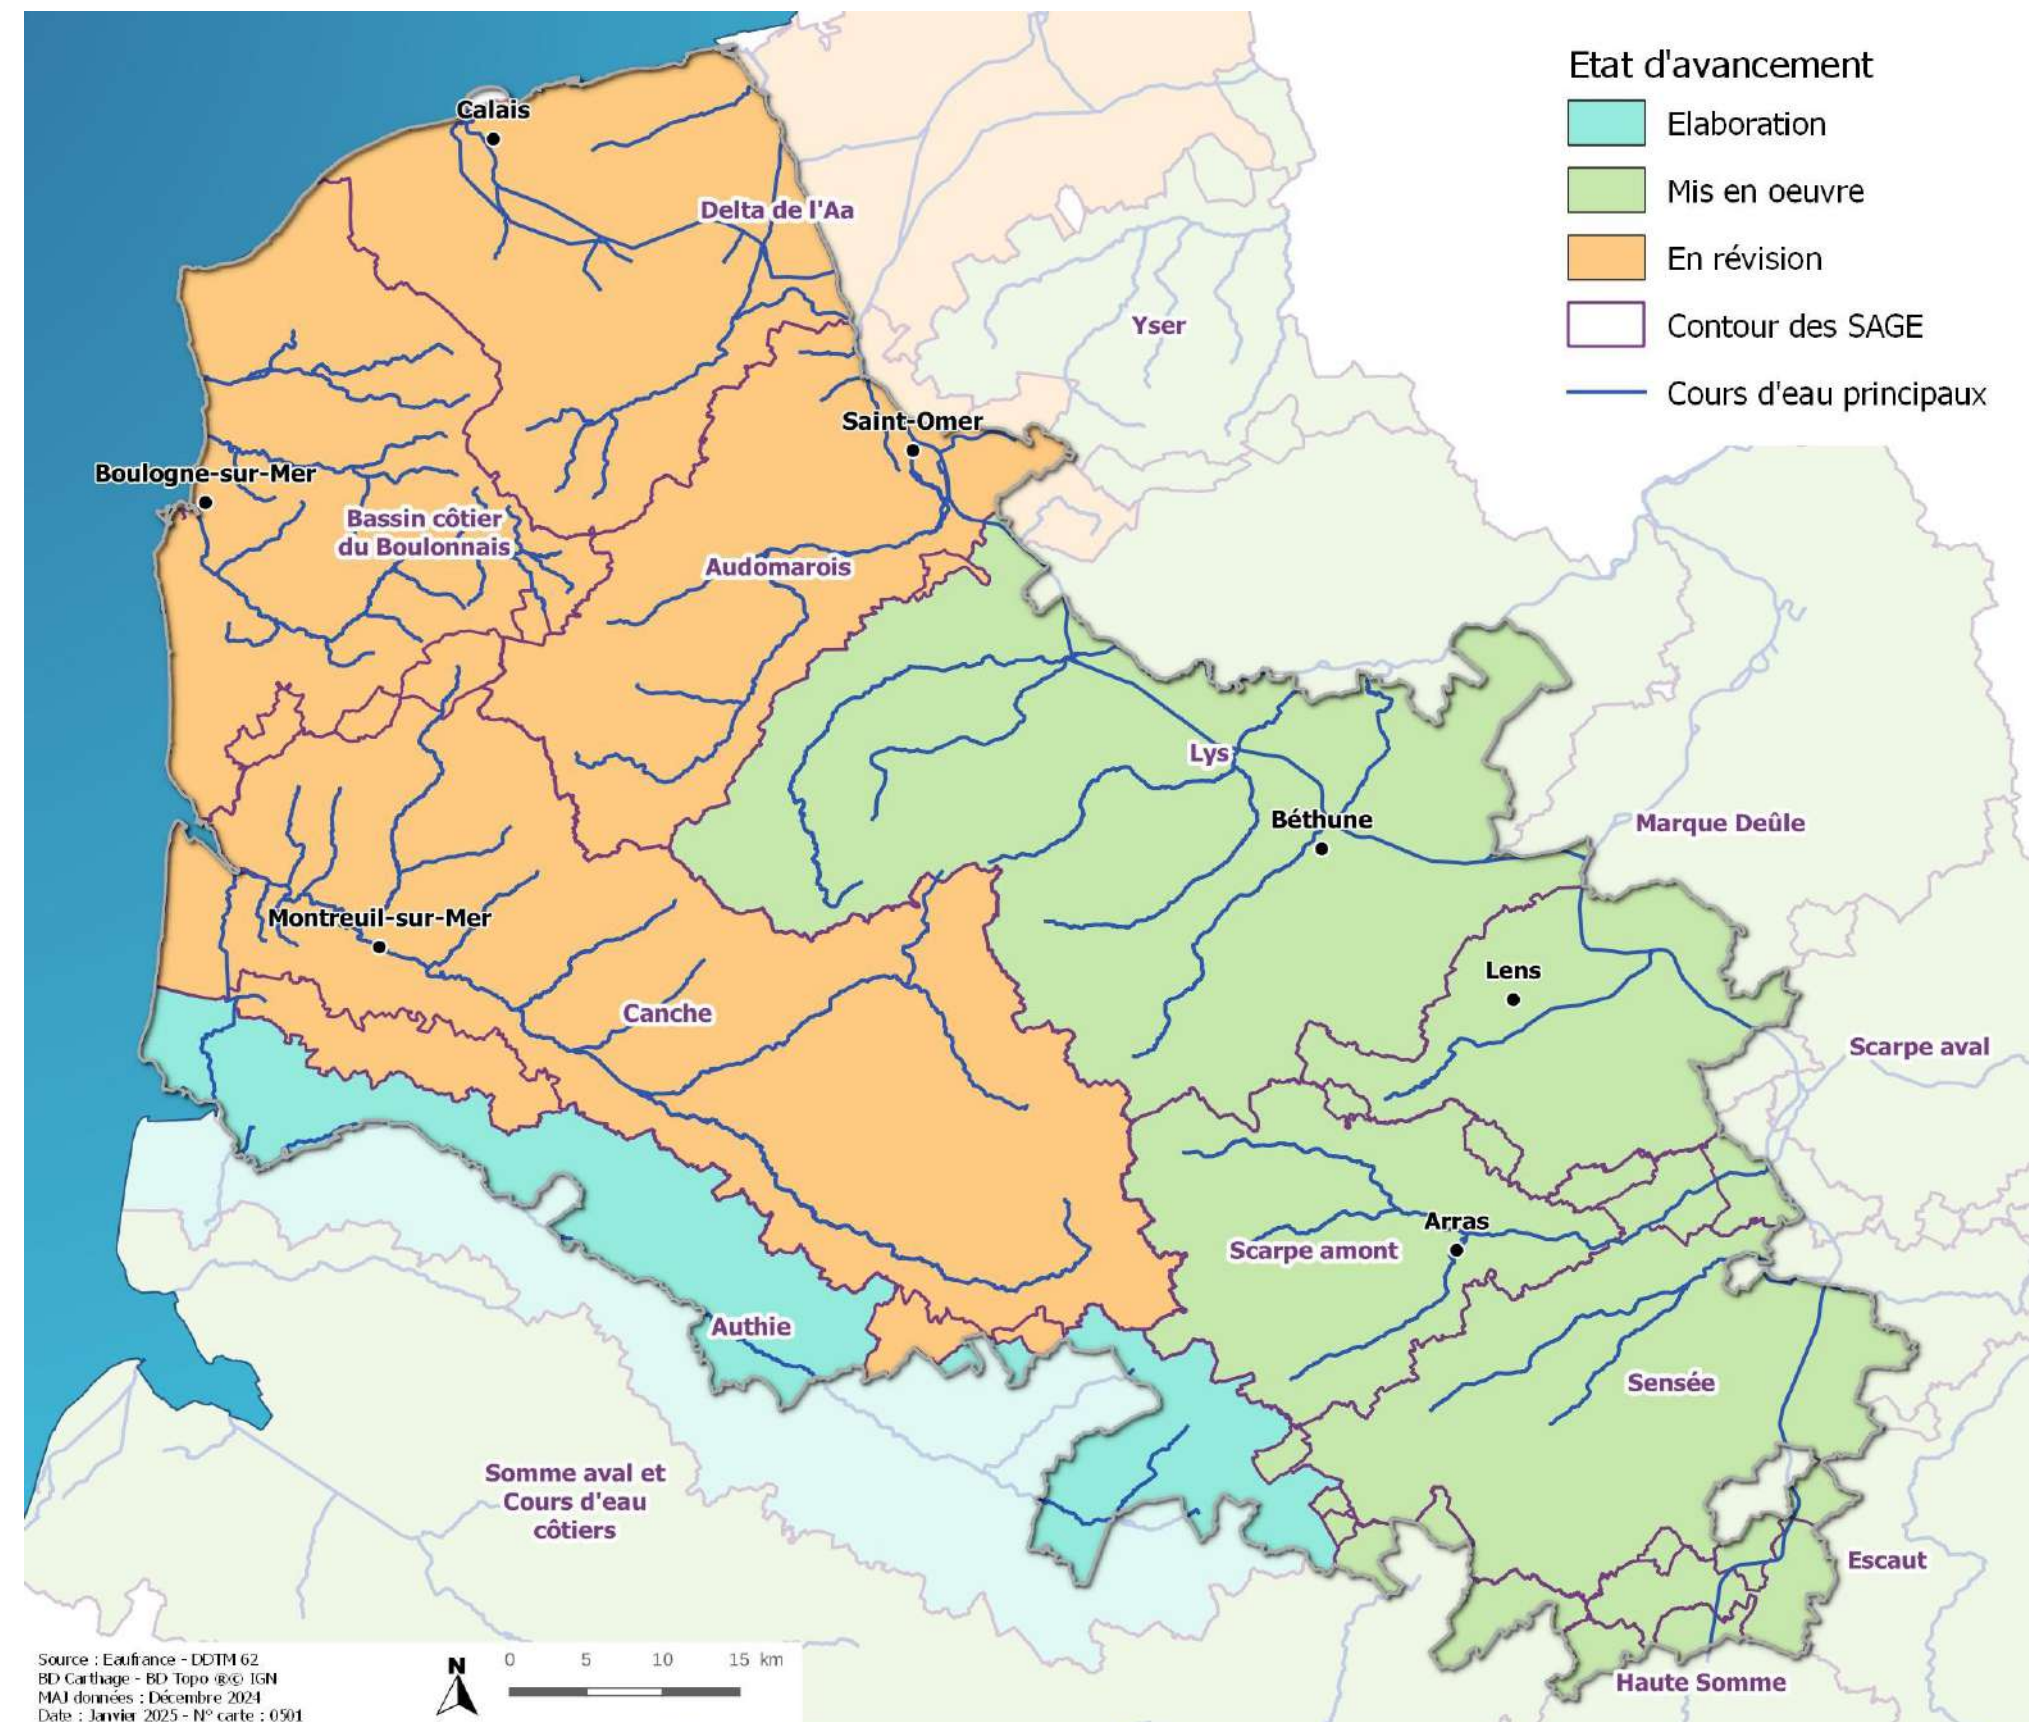 Etat d'avancement
Elaboration
Mis en oeuvre
En révision
Contour des SAGE
Cours d'eau principaux
Calais
Delta de l'Aa
Yser
Saint-Omer
Boulogne-sur-Mer
Bassin côtier
du Boulonnais
Audomarois
Lys
Béthune
Marque Deûle
Montreuil-sur-Mer
Lens
Canche
Scarpe aval
Arras
Scarpe amont
Authie
Sensée
Somme aval et
Cours d'eau
côtiers
Escaut
Haute Somme
Source : Eaufrance - DDTM 62
BD Carthage - BD Topo ®© IGN
MAJ données : Décembre 2024
Date : Janvier 2025 - N° carte : 0501
N
0 5 10 15 km